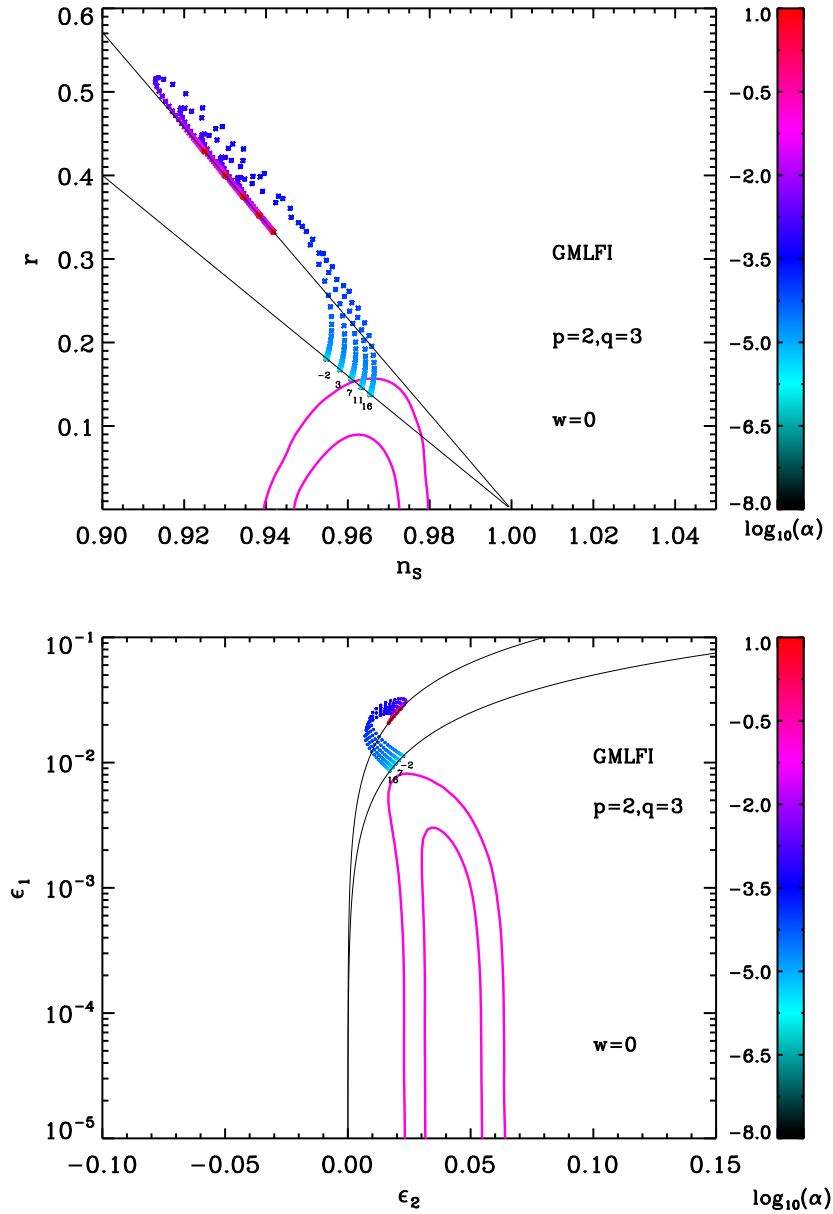 0.6
0.5
0.4
0.3
0.2
0.1
r
0.90 0.92 0.94 0.96 0.98 1.00 1.02 1.04
n_S
GMLFI
p=2,q=3
w=0
-2
3
7
11
16
1.0
-0.5
-2.0
-3.5
-5.0
-6.5
-8.0
log₁₀(α)
10⁻¹
10⁻²
10⁻³
10⁻⁴
10⁻⁵
ϵ₁
-0.10 -0.05 0.00 0.05 0.10 0.15
ϵ₂
GMLFI
p=2,q=3
w=0
-2
7
16
1.0
-0.5
-2.0
-3.5
-5.0
-6.5
-8.0
log₁₀(α)